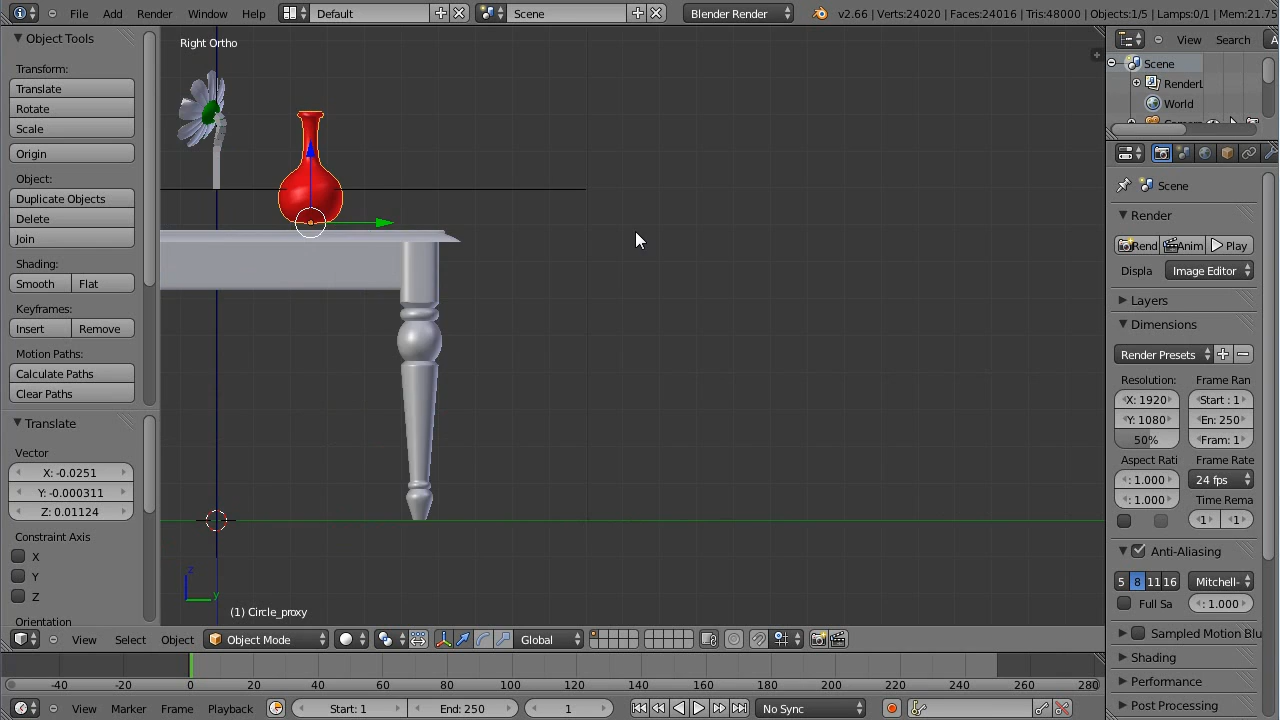 File Add Render Window Help Default Scene Blender Render v2.66 | Verts:24020 | Faces:24016 | Tris:48000 | Objects:1/5 | Lamps:0/1 | Mem:21.75
Object Tools
Transform:
Translate
Rotate
Scale
Origin
Object:
Duplicate Objects
Delete
Join
Shading:
Smooth Flat
Keyframes:
Insert Remove
Motion Paths:
Calculate Paths
Clear Paths
Translate
Vector
X: -0.0251
Y: -0.000311
Z: 0.01124
Constraint Axis
X
Y
Z
Orientation
Right Ortho
z
y
(1) Circle_proxy
View Select Object Object Mode Global
-40 -20 0 20 40 60 80 100 120 140 160 180 200 220 240 260 280
View Marker Frame Playback Start: 1 End: 250 1 No Sync
View Search A
Scene
RenderL
World
Scene
Render
Rend Anim Play
Displa Image Editor
Layers
Dimensions
Render Presets
Resolution: Frame Ran
X: 1920 Start : 1
Y: 1080 En: 250
50% Fram: 1
Aspect Rati Frame Rate
: 1.000 24 fps
: 1.000 Time Rema
1 1
Anti-Aliasing
5 8 11 16 Mitchell-
Full Sa : 1.000
Sampled Motion Blu
Shading
Performance
Post Processing